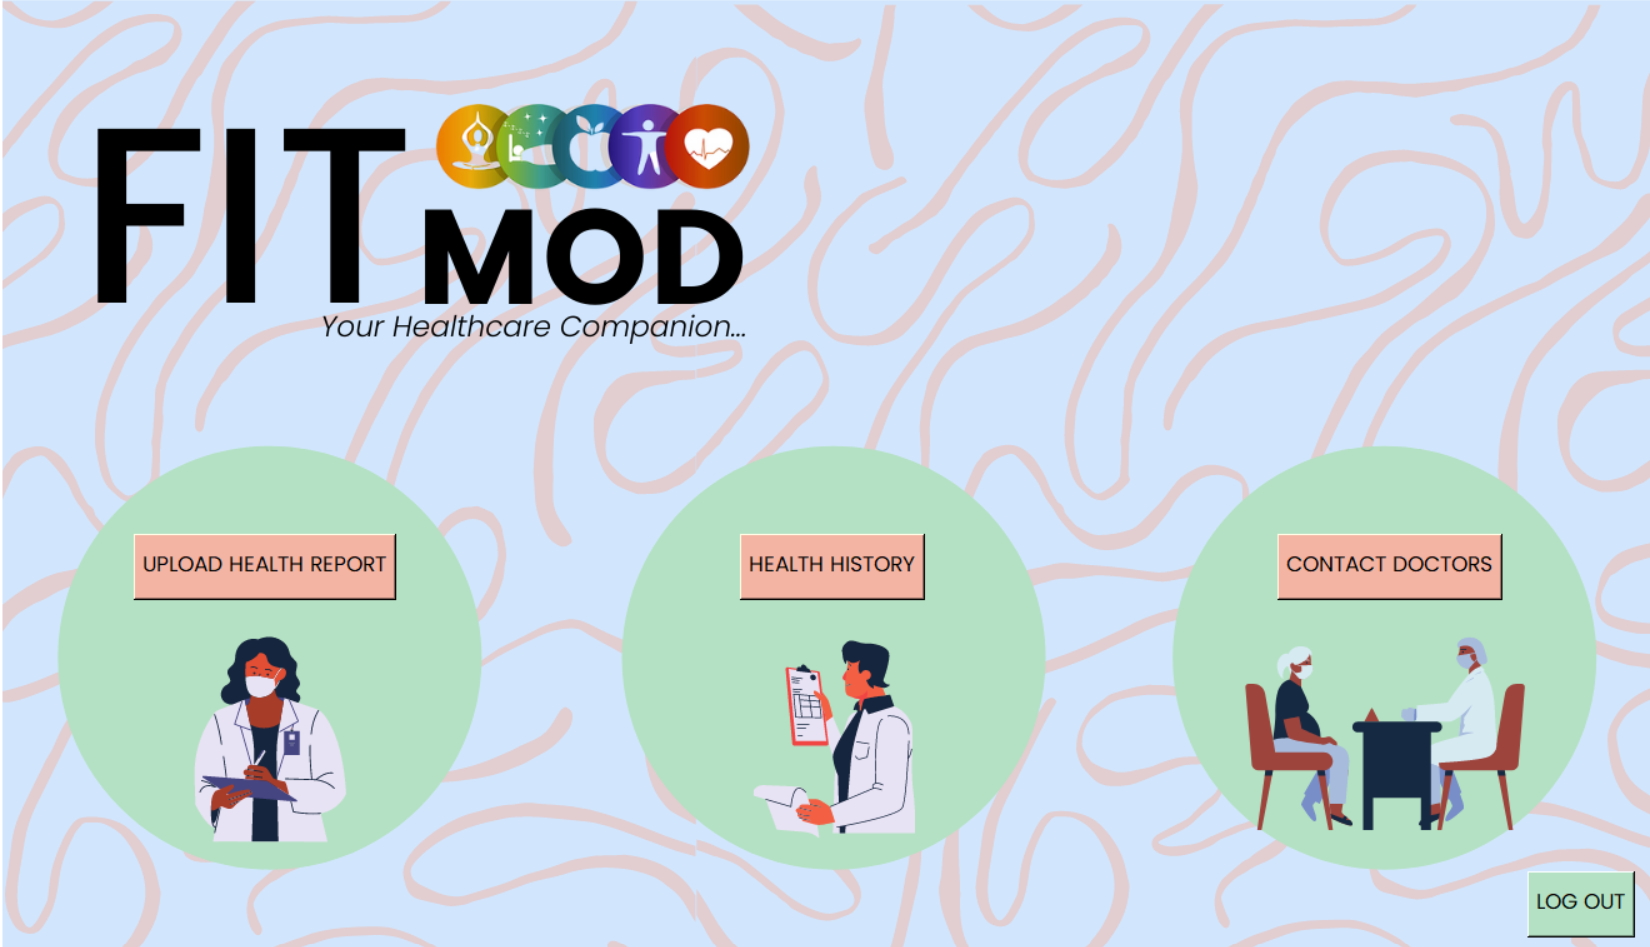 FIT MOD
Your Healthcare Companion...
UPLOAD HEALTH REPORT
HEALTH HISTORY
CONTACT DOCTORS
LOG OUT